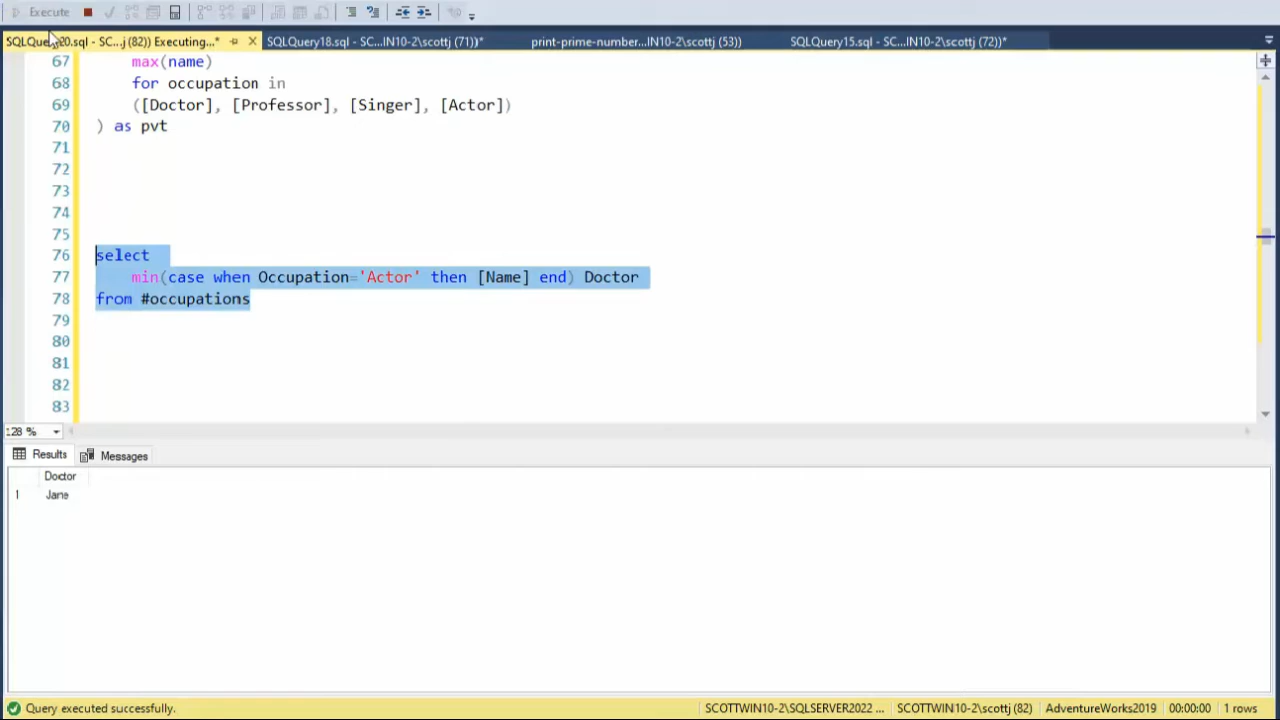 Execute
SQLQue 20.sql - SC...j (82)) Executing...*
SQLQuery18.sql - SC...IN10-2\scottj (71))*
print-prime-number...IN10-2\scottj (53))
SQLQuery15.sql - SC...IN10-2\scottj (72))*
67 max(name)
68 for occupation in
69 ([Doctor], [Professor], [Singer], [Actor])
70 ) as pvt
71
72
73
74
75
76 select
77 min(case when Occupation='Actor' then [Name] end) Doctor
78 from #occupations
79
80
81
82
83
128 %
Results Messages
Doctor
1 Jane
Query executed successfully. SCOTTWIN10-2\SQLSERVER2022 ... SCOTTWIN10-2\scottj (82) AdventureWorks2019 00:00:00 1 rows